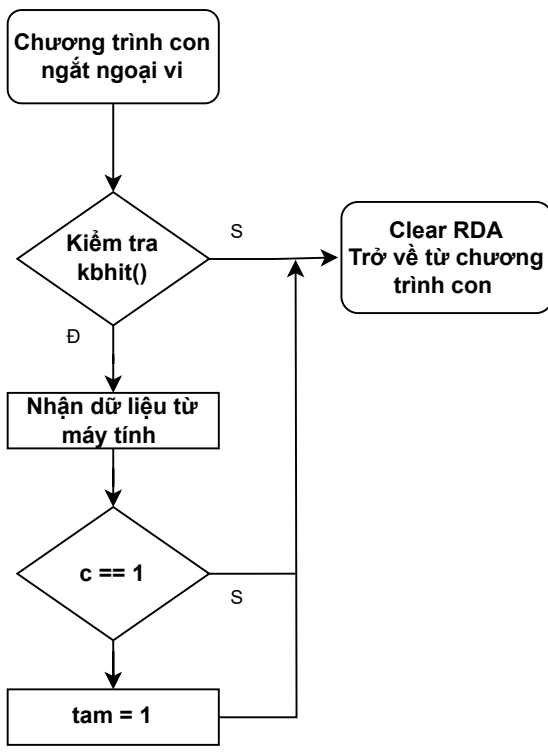 Chương trình con
ngắt ngoại vi
Kiểm tra
kbhit()
S
Clear RDA
Trở về từ chương
trình con
Đ
Nhận dữ liệu từ
máy tính
c == 1
S
tam = 1